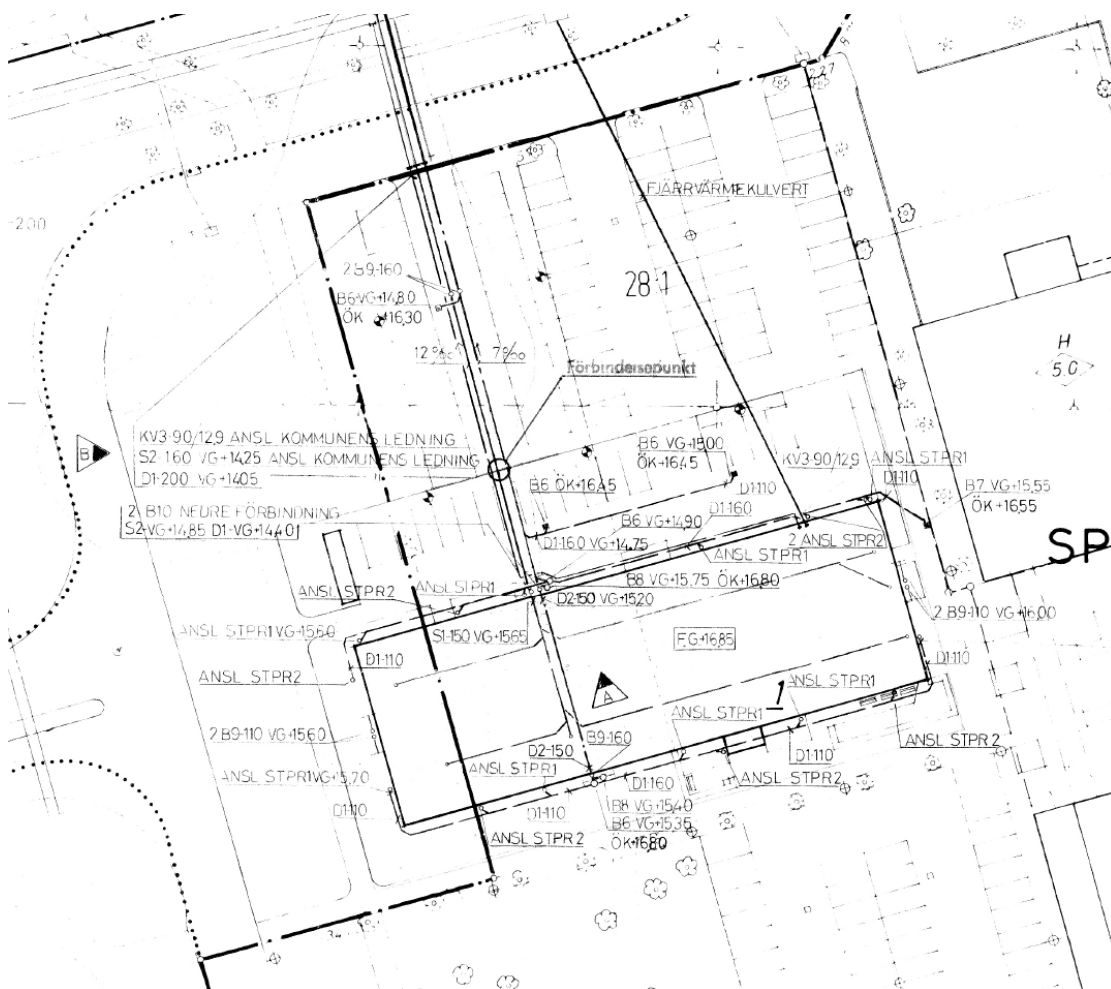 -200
FJÄRRVÄRMEKULVERT
2 B9-160
B6 VG+14,80
ÖK +16,30
28:1
12 ‰
7 ‰
H
5,0
Förbindelsepunkt
B
KV3-90/12,9 ANSL. KOMMUNENS LEDNING
S2-160 VG+14,25 ANSL KOMMUNENS LEDNING
D1-200 VG+14,05
B6 VG+15,00
ÖK+16,45
KV3-90/12,9
ANSL STPR1
D1-110
B6 ÖK+16,45
D1-110
B7 VG+15,55
ÖK+16,55
2 B10 NEDRE FÖRBINDNING
S2-VG+14,85 D1-VG+14,40
B6 VG+14,90
D1-160
D1-160 VG+14,75
2 ANSL STPR2
SP
ANSL STPR1
B8 VG+15,75 ÖK+16,80
ANSL STPR2
ANSL STPR1
D2-150 VG+15,20
2 B9-110 VG+16,00
ANSL STPR1 VG+15,60
S1-150 VG+15,65
FG+16,85
D1-110
D1-110
ANSL STPR2
A
1
ANSL STPR1
ANSL STPR1
2 B9-110 VG+15,60
D2-150
B9-160
ANSL STPR 2
D1-110
ANSL STPR1 VG+15,70
ANSL STPR1
D1-160
ANSL STPR2
D1-110
D1-110
B8 VG+15,40
B6 VG+15,35
ÖK+16,80
ANSL STPR 2